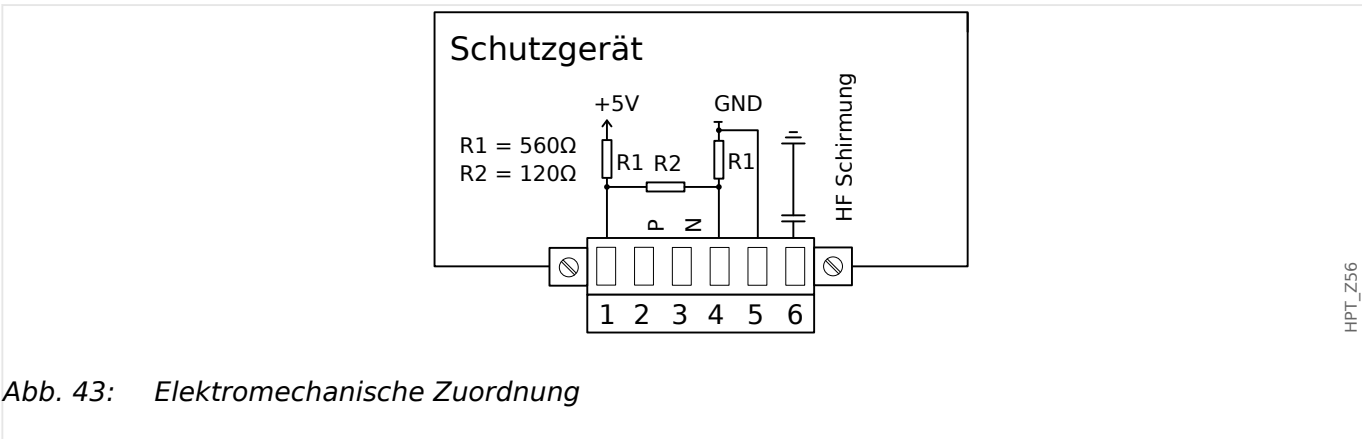 Schutzgerät
+5V
GND
HF Schirmung
R1 = 560Ω
R2 = 120Ω
R1
R2
R1
P
N
1 2 3 4 5 6
HPT_Z56
Abb. 43: Elektromechanische Zuordnung